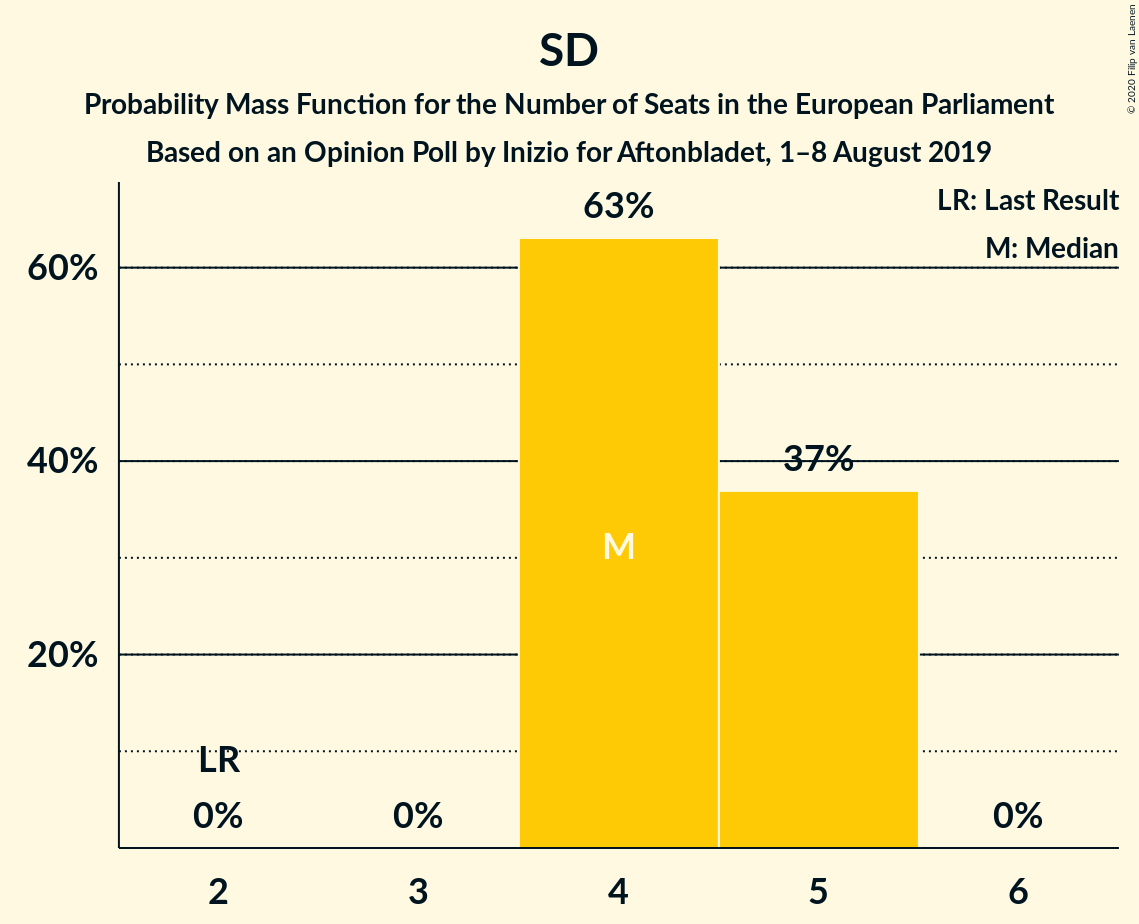 SD
Probability Mass Function for the Number of Seats in the European Parliament
Based on an Opinion Poll by Inizio for Aftonbladet, 1–8 August 2019
© 2020 Filip van Laenen
LR: Last Result
M: Median
63%
60%
40%
37%
M
20%
LR
0%
0%
0%
2
3
4
5
6